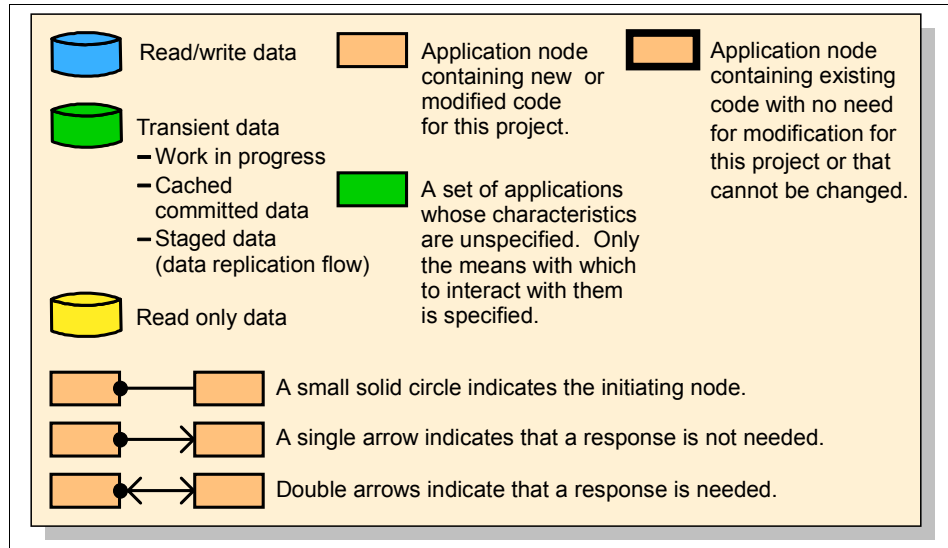 Read/write data
Transient data
– Work in progress
– Cached
committed data
– Staged data
(data replication flow)
Read only data
Application node
containing new or
modified code
for this project.
A set of applications
whose characteristics
are unspecified. Only
the means with which
to interact with them
is specified.
Application node
containing existing
code with no need
for modification for
this project or that
cannot be changed.
A small solid circle indicates the initiating node.
A single arrow indicates that a response is not needed.
Double arrows indicate that a response is needed.